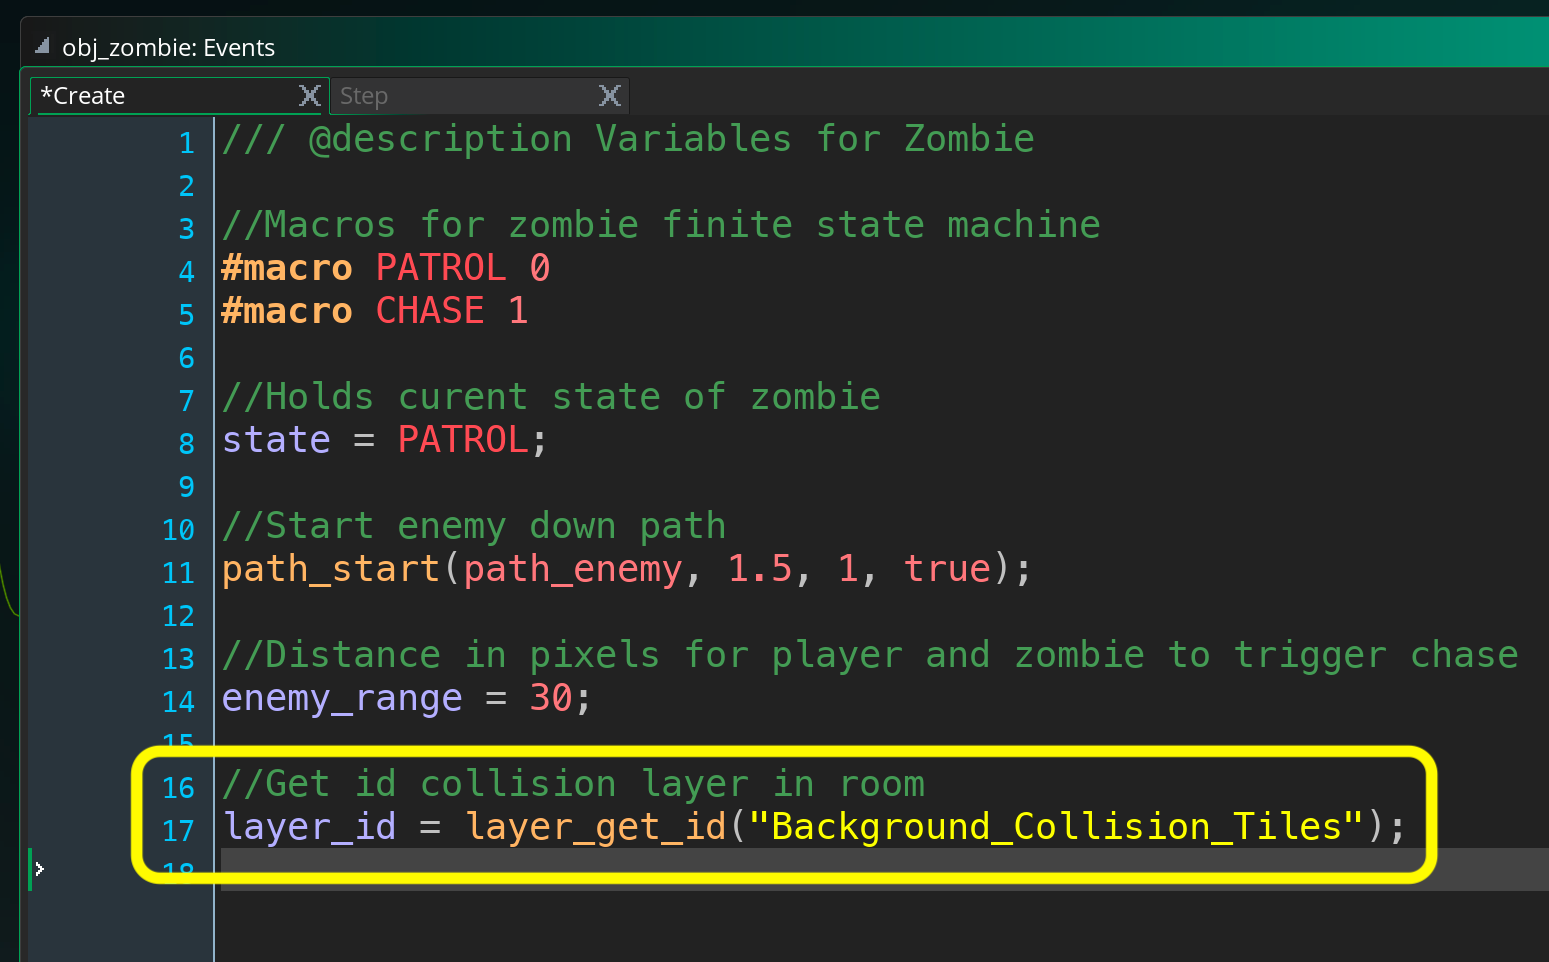 obj_zombie: Events
*Create
Step
1 /// @description Variables for Zombie
2
3 //Macros for zombie finite state machine
4 #macro PATROL 0
5 #macro CHASE 1
6
7 //Holds curent state of zombie
8 state = PATROL;
9
10 //Start enemy down path
11 path_start(path_enemy, 1.5, 1, true);
12
13 //Distance in pixels for player and zombie to trigger chase
14 enemy_range = 30;
15
16 //Get id collision layer in room
17 layer_id = layer_get_id("Background_Collision_Tiles");
18